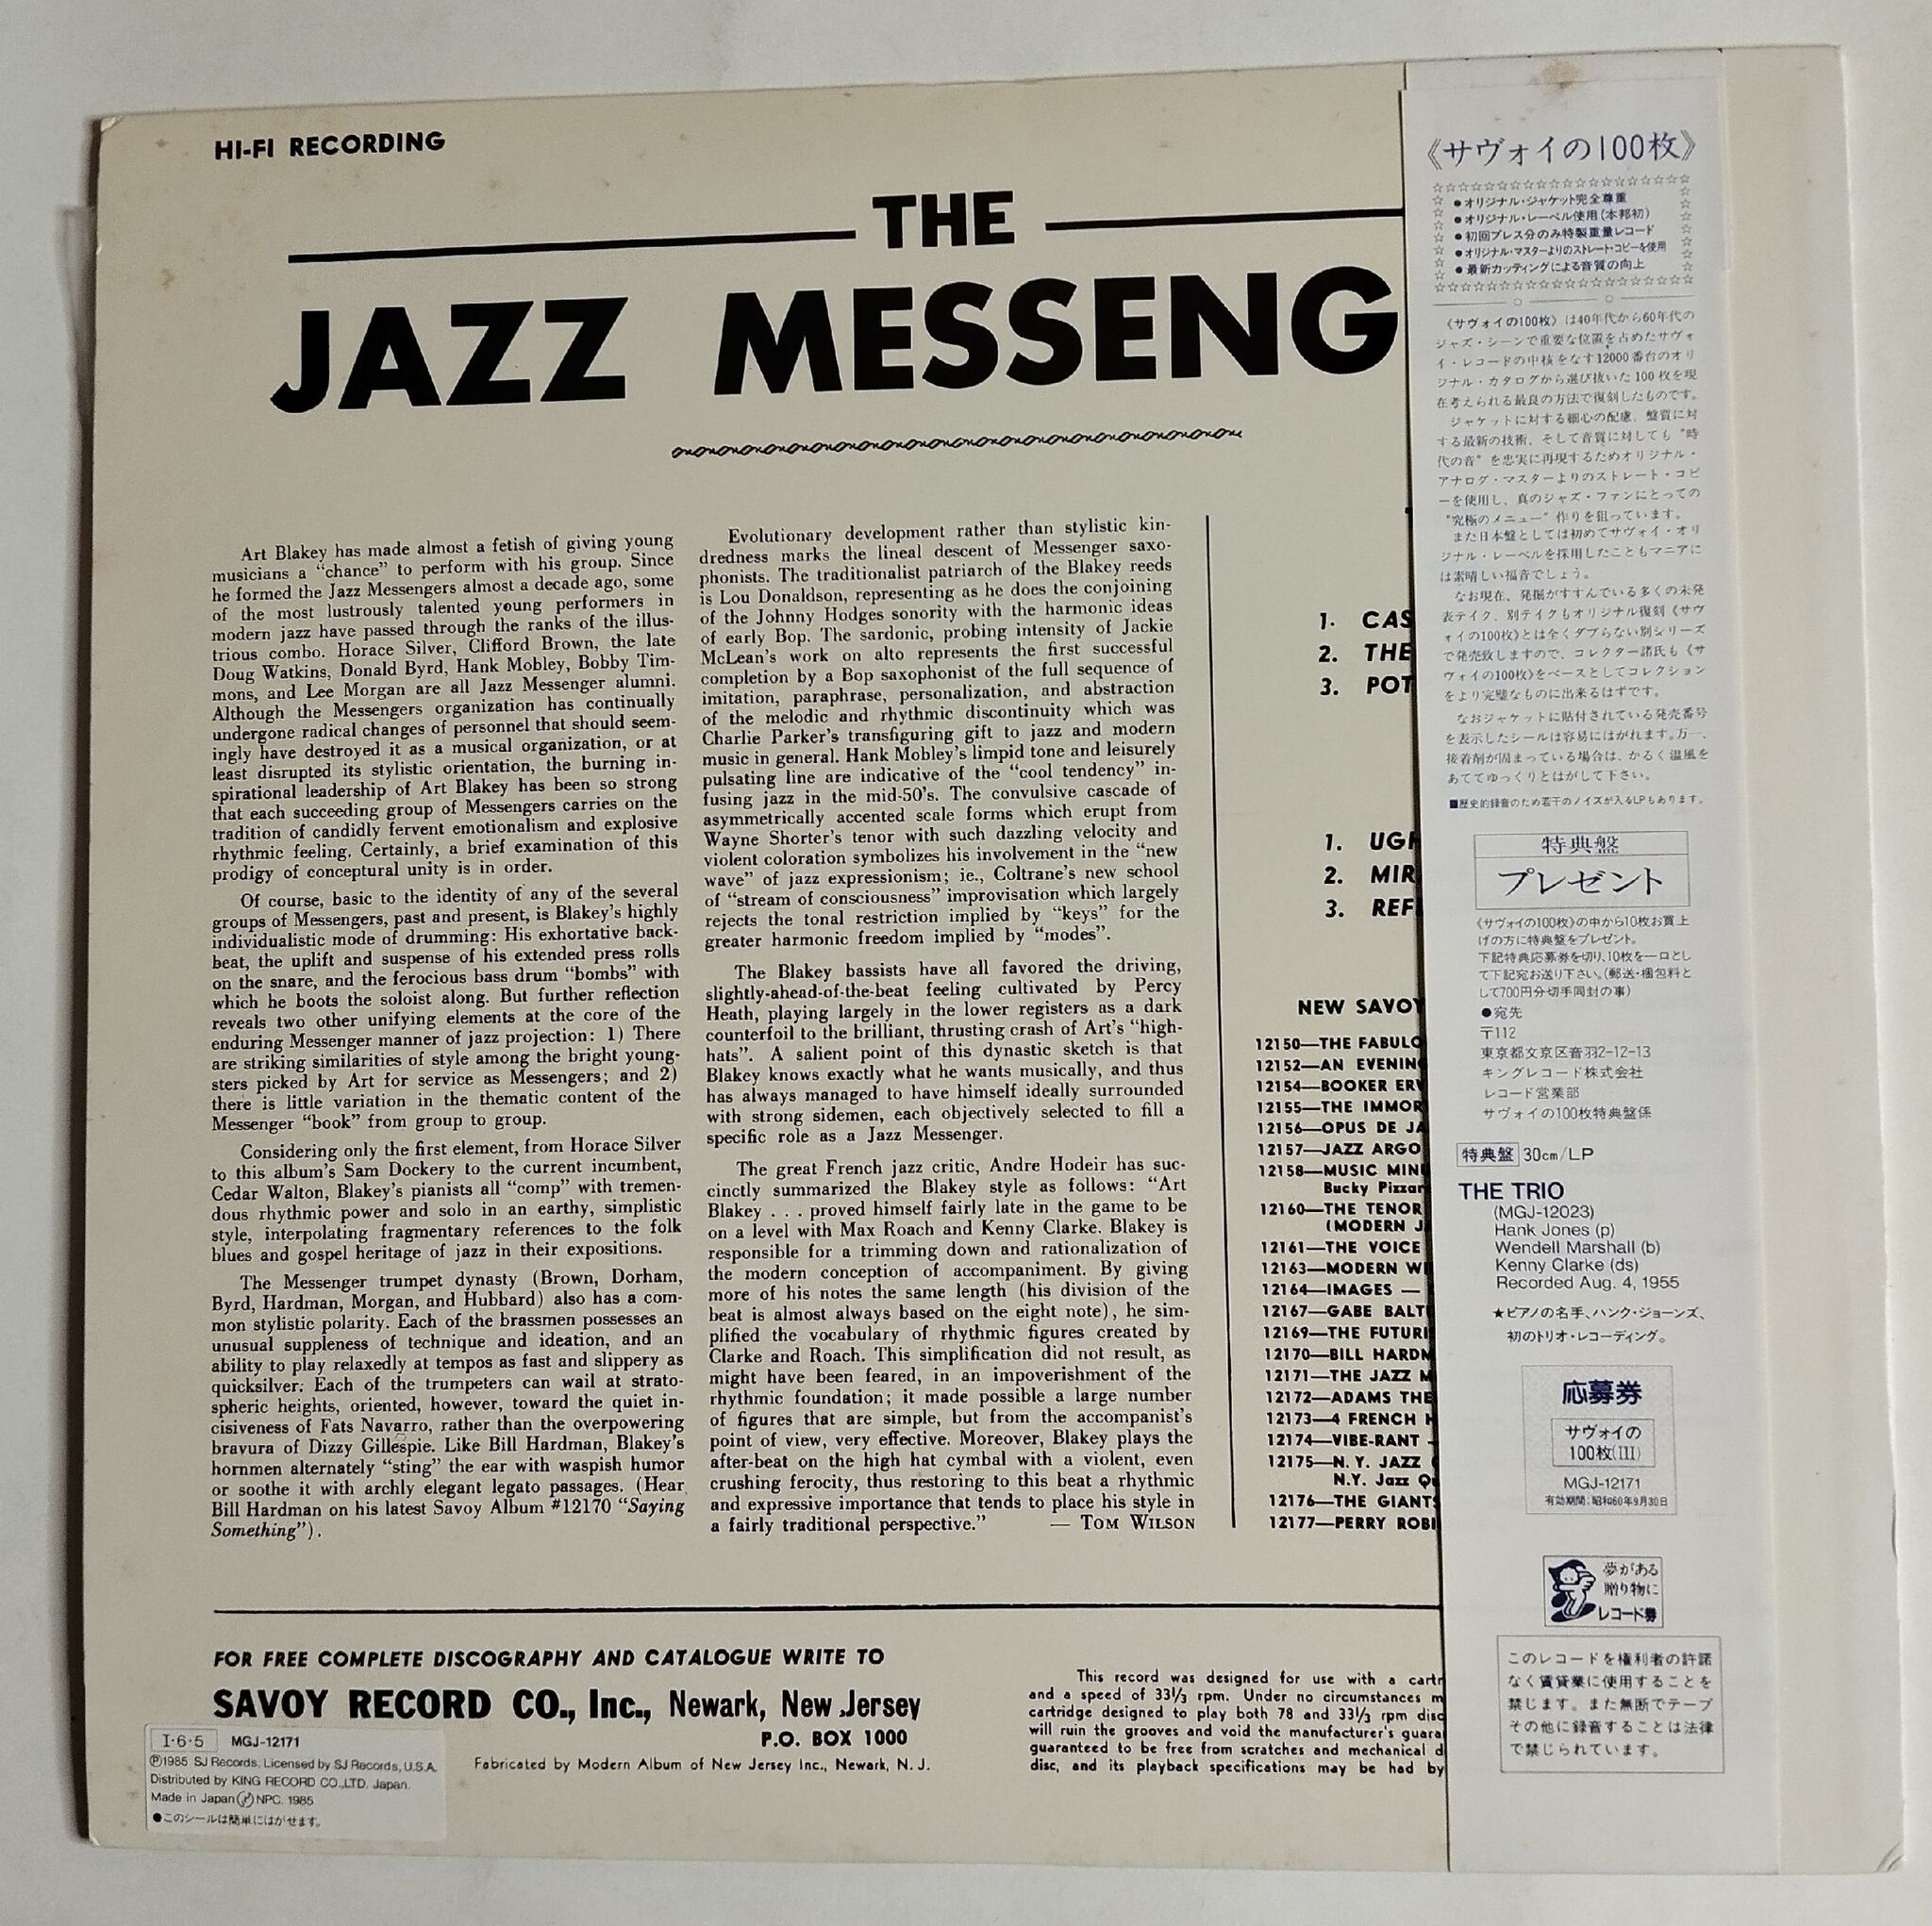 HI-FI RECORDING
THE
JAZZ MESSENG
Art Blakey has made almost a fetish of giving young
musicians a “chance” to perform with his group. Since
he formed the Jazz Messengers almost a decade ago, some
of the most lustrously talented young performers in
modern jazz have passed through the ranks of the illus-
trious combo. Horace Silver, Clifford Brown, the late
Doug Watkins, Donald Byrd, Hank Mobley, Bobby Tim-
mons, and Lee Morgan are all Jazz Messenger alumni.
Although the Messengers organization has continually
undergone radical changes of personnel that should seem-
ingly have destroyed it as a musical organization, or at
least disrupted its stylistic orientation, the burning in-
spirational leadership of Art Blakey has been so strong
that each succeeding group of Messengers carries on the
tradition of candidly fervent emotionalism and explosive
rhythmic feeling. Certainly, a brief examination of this
prodigy of conceptural unity is in order.
Of course, basic to the identity of any of the several
groups of Messengers, past and present, is Blakey’s highly
individualistic mode of drumming: His exhortative back-
beat, the uplift and suspense of his extended press rolls
on the snare, and the ferocious bass drum “bombs” with
which he boots the soloist along. But further reflection
reveals two other unifying elements at the core of the
enduring Messenger manner of jazz projection: 1) There
are striking similarities of style among the bright young-
sters picked by Art for service as Messengers; and 2)
there is little variation in the thematic content of the
Messenger “book” from group to group.
Considering only the first element, from Horace Silver
to this album’s Sam Dockery to the current incumbent,
Cedar Walton, Blakey’s pianists all “comp” with tremen-
dous rhythmic power and solo in an earthy, simplistic
style, interpolating fragmentary references to the folk
blues and gospel heritage of jazz in their expositions.
The Messenger trumpet dynasty (Brown, Dorham,
Byrd, Hardman, Morgan, and Hubbard) also has a com-
mon stylistic polarity. Each of the brassmen possesses an
unusual suppleness of technique and ideation, and an
ability to play relaxedly at tempos as fast and slippery as
quicksilver. Each of the trumpeters can wail at strato-
spheric heights, oriented, however, toward the quiet in-
cisiveness of Fats Navarro, rather than the overpowering
bravura of Dizzy Gillespie. Like Bill Hardman, Blakey’s
hornmen alternately “sting” the ear with waspish humor
or soothe it with archly elegant legato passages. (Hear
Bill Hardman on his latest Savoy Album #12170 “Saying
Something”).
Evolutionary development rather than stylistic kin-
dredness marks the lineal descent of Messenger saxo-
phonists. The traditionalist patriarch of the Blakey reeds
is Lou Donaldson, representing as he does the conjoining
of the Johnny Hodges sonority with the harmonic ideas
of early Bop. The sardonic, probing intensity of Jackie
McLean’s work on alto represents the first successful
completion by a Bop saxophonist of the full sequence of
imitation, paraphrase, personalization, and abstraction
of the melodic and rhythmic discontinuity which was
Charlie Parker’s transfiguring gift to jazz and modern
music in general. Hank Mobley’s limpid tone and leisurely
pulsating line are indicative of the “cool tendency” in-
fusing jazz in the mid-50’s. The convulsive cascade of
asymmetrically accented scale forms which erupt from
Wayne Shorter’s tenor with such dazzling velocity and
violent coloration symbolizes his involvement in the “new
wave” of jazz expressionism; ie., Coltrane’s new school
of “stream of consciousness” improvisation which largely
rejects the tonal restriction implied by “keys” for the
greater harmonic freedom implied by “modes”.
The Blakey bassists have all favored the driving,
slightly-ahead-of-the-beat feeling cultivated by Percy
Heath, playing largely in the lower registers as a dark
counterfoil to the brilliant, thrusting crash of Art’s “high-
hats”. A salient point of this dynastic sketch is that
Blakey knows exactly what he wants musically, and thus
has always managed to have himself ideally surrounded
with strong sidemen, each objectively selected to fill a
specific role as a Jazz Messenger.
The great French jazz critic, Andre Hodeir has suc-
cinctly summarized the Blakey style as follows: “Art
Blakey . . . proved himself fairly late in the game to be
on a level with Max Roach and Kenny Clarke. Blakey is
responsible for a trimming down and rationalization of
the modern conception of accompaniment. By giving
more of his notes the same length (his division of the
beat is almost always based on the eight note), he sim-
plified the vocabulary of rhythmic figures created by
Clarke and Roach. This simplification did not result, as
might have been feared, in an impoverishment of the
rhythmic foundation; it made possible a large number
of figures that are simple, but from the accompanist’s
point of view, very effective. Moreover, Blakey plays the
after-beat on the high hat cymbal with a violent, even
crushing ferocity, thus restoring to this beat a rhythmic
and expressive importance that tends to place his style in
a fairly traditional perspective.” — TOM WILSON
1. CAS
2. THE
3. POT
1. UGH
2. MIR
3. REF
NEW SAVOY
12150—THE FABULO
12152—AN EVENING
12154—BOOKER ERV
12155—THE IMMOR
12156—OPUS DE JA
12157—JAZZ ARGO
12158—MUSIC MIN
Bucky Pizzar
12160—THE TENOR
(MODERN J
12161—THE VOICE
12163—MODERN W
12164—IMAGES —
12167—GABE BALT
12169—THE FUTURI
12170—BILL HARDM
12171—THE JAZZ M
12172—ADAMS THE
12173—4 FRENCH H
12174—VIBE-RANT
12175—N. Y. JAZZ
N.Y. Jazz Q
12176—THE GIANTS
12177—PERRY ROBI
FOR FREE COMPLETE DISCOGRAPHY AND CATALOGUE WRITE TO
SAVOY RECORD CO., Inc., Newark, New Jersey
P.O. BOX 1000
Fabricated by Modern Album of New Jersey Inc., Newark, N. J.
This record was designed for use with a cartr
and a speed of 33⅓ rpm. Under no circumstances m
cartridge designed to play both 78 and 33⅓ rpm disc
will ruin the grooves and void the manufacturer's guara
guaranteed to be free from scratches and mechanical d
disc, and its playback specifications may be had by
I・6・5 MGJ-12171
Ⓟ1985 SJ Records. Licensed by SJ Records, U.S.A.
Distributed by KING RECORD CO.,LTD. Japan.
Made in Japan NPC. 1985
●このシールは簡単にはがせます。
《サヴォイの100枚》
●オリジナル・ジャケット完全尊重
●オリジナル・レーベル使用(本邦初)
●初回プレス分のみ特製重量レコード
●オリジナル・マスターよりのストレート・コピーを使用
●最新カッティングによる音質の向上
《サヴォイの100枚》は40年代から60年代の
ジャズ・シーンで重要な位置を占めたサヴォ
イ・レコードの中核をなす12000番台のオリ
ジナル・カタログから選び抜いた100枚を現
在考えられる最良の方法で復刻したものです。
ジャケットに対する細心の配慮、盤質に対
する最新の技術、そして音質に対しても“時
代の音”を忠実に再現するためオリジナル・
アナログ・マスターよりのストレート・コピ
ーを使用し、真のジャズ・ファンにとっての
“究極のメニュー”作りを狙っています。
また日本盤としては初めてサヴォイ・オリ
ジナル・レーベルを採用したこともマニアに
は素晴しい福音でしょう。
なお現在、発掘がすすんでいる多くの未発
表テイク、別テイクもオリジナル復刻《サヴ
ォイの100枚》とは全くダブらない別シリーズ
で発売致しますので、コレクター諸氏も《サ
ヴォイの100枚》をベースとしてコレクション
をより完璧なものに出来るはずです。
なおジャケットに貼付されている発売番号
を表示したシールは容易にはがれます。万一、
接着剤が固まっている場合は、かるく温風を
あててゆっくりとはがして下さい。
■歴史的録音のため若干のノイズが入るLPもあります。
特典盤
プレゼント
《サヴォイの100枚》の中から10枚お買上
げの方に特典盤をプレゼント。
下記特典応募券を切り、10枚を一口とし
て下記宛お送り下さい。(郵送・梱包料と
して700円分切手同封の事)
●宛先
〒112
東京都文京区音羽2-12-13
キングレコード株式会社
レコード営業部
サヴォイの100枚特典盤係
特典盤 30cm/LP
THE TRIO
(MGJ-12023)
Hank Jones (p)
Wendell Marshall (b)
Kenny Clarke (ds)
Recorded Aug. 4, 1955
★ピアノの名手、ハンク・ジョーンズ、
初のトリオ・レコーディング。
応募券
サヴォイの
100枚(III)
MGJ-12171
有効期間：昭和60年9月30日
夢がある
贈り物に
レコード券
このレコードを権利者の許諾
なく賃貸業に使用することを
禁じます。また無断でテープ
その他に録音することは法律
で禁じられています。